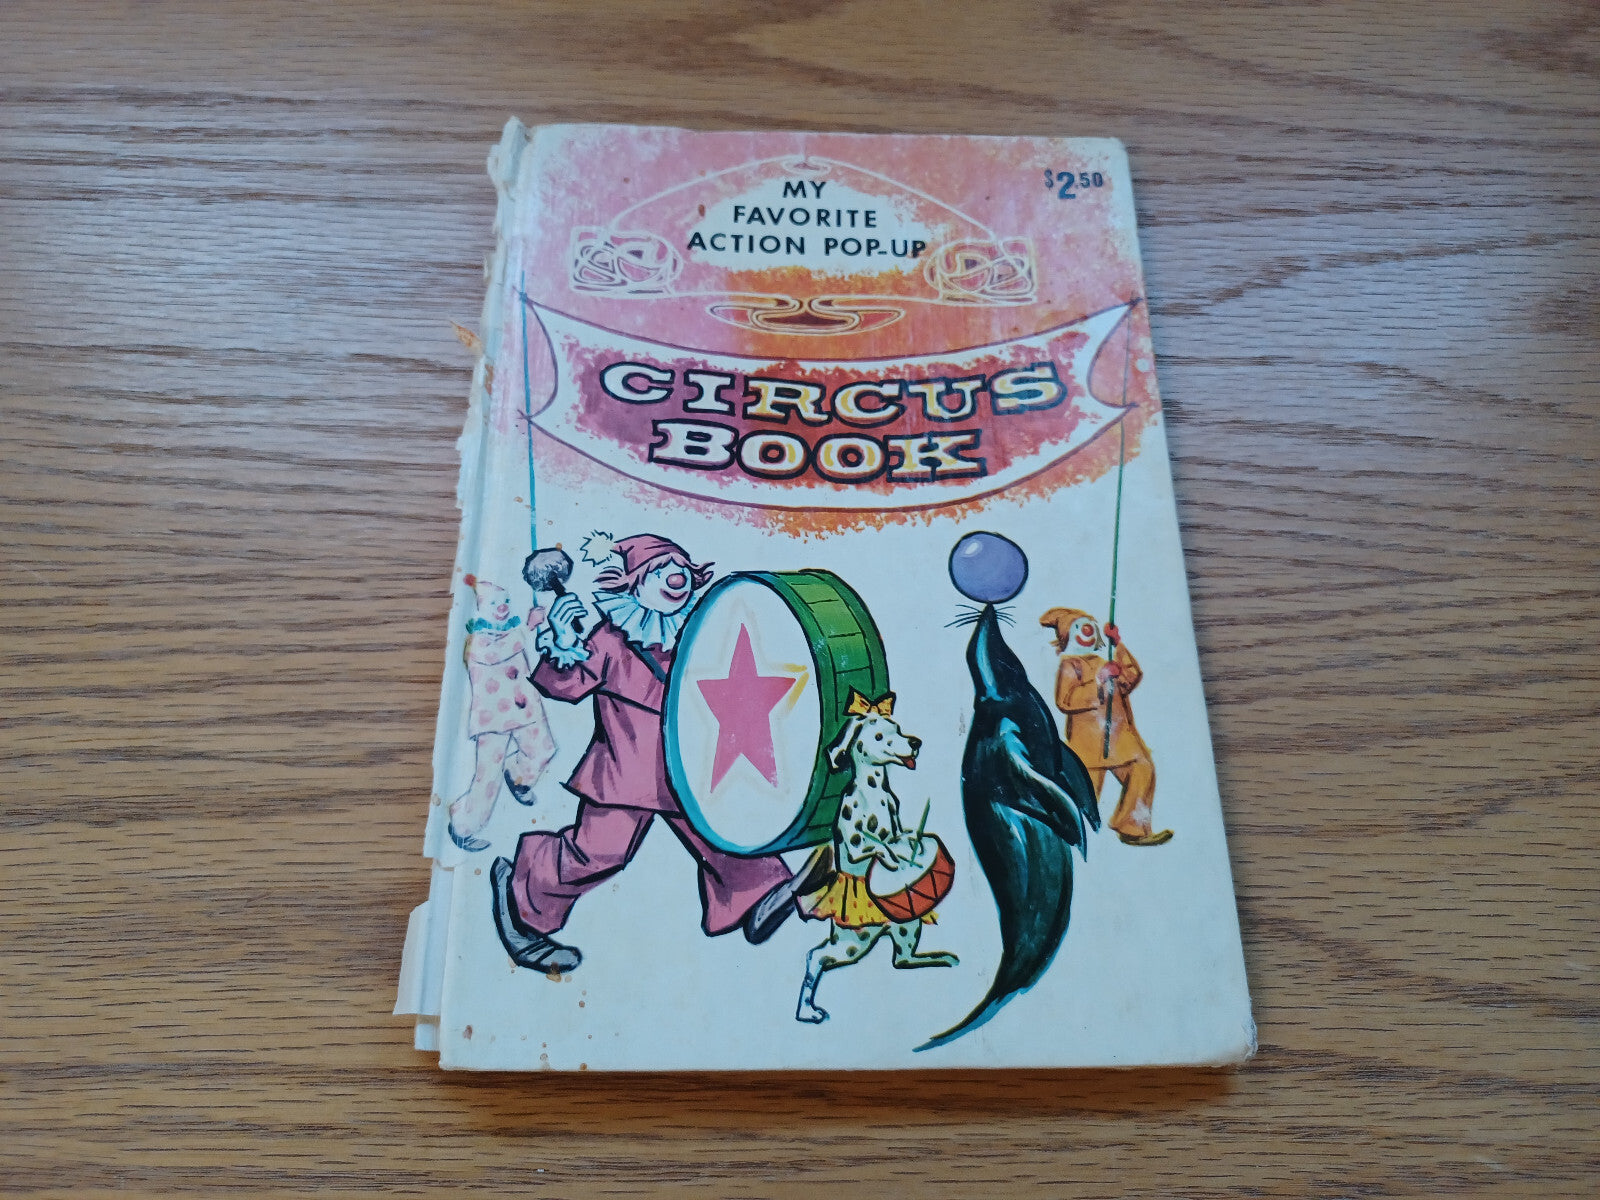 MY
FAVORITE
ACTION POP-UP
$2.50
CIRCUS
BOOK